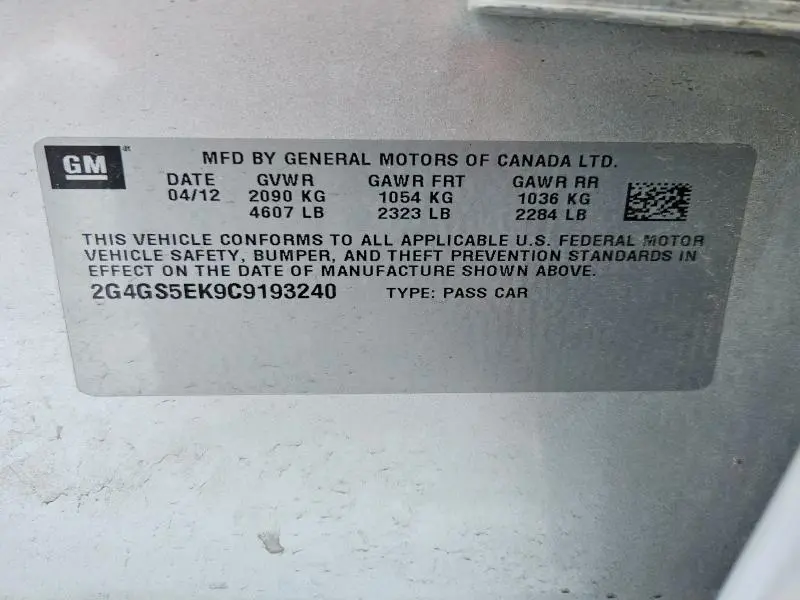 GM
MFD BY GENERAL MOTORS OF CANADA LTD.
DATE GVWR GAWR FRT GAWR RR
04/12 2090 KG 1054 KG 1036 KG
4607 LB 2323 LB 2284 LB
THIS VEHICLE CONFORMS TO ALL APPLICABLE U.S. FEDERAL MOTOR
VEHICLE SAFETY, BUMPER, AND THEFT PREVENTION STANDARDS IN
EFFECT ON THE DATE OF MANUFACTURE SHOWN ABOVE.
2G4GS5EK9C9193240 TYPE: PASS CAR